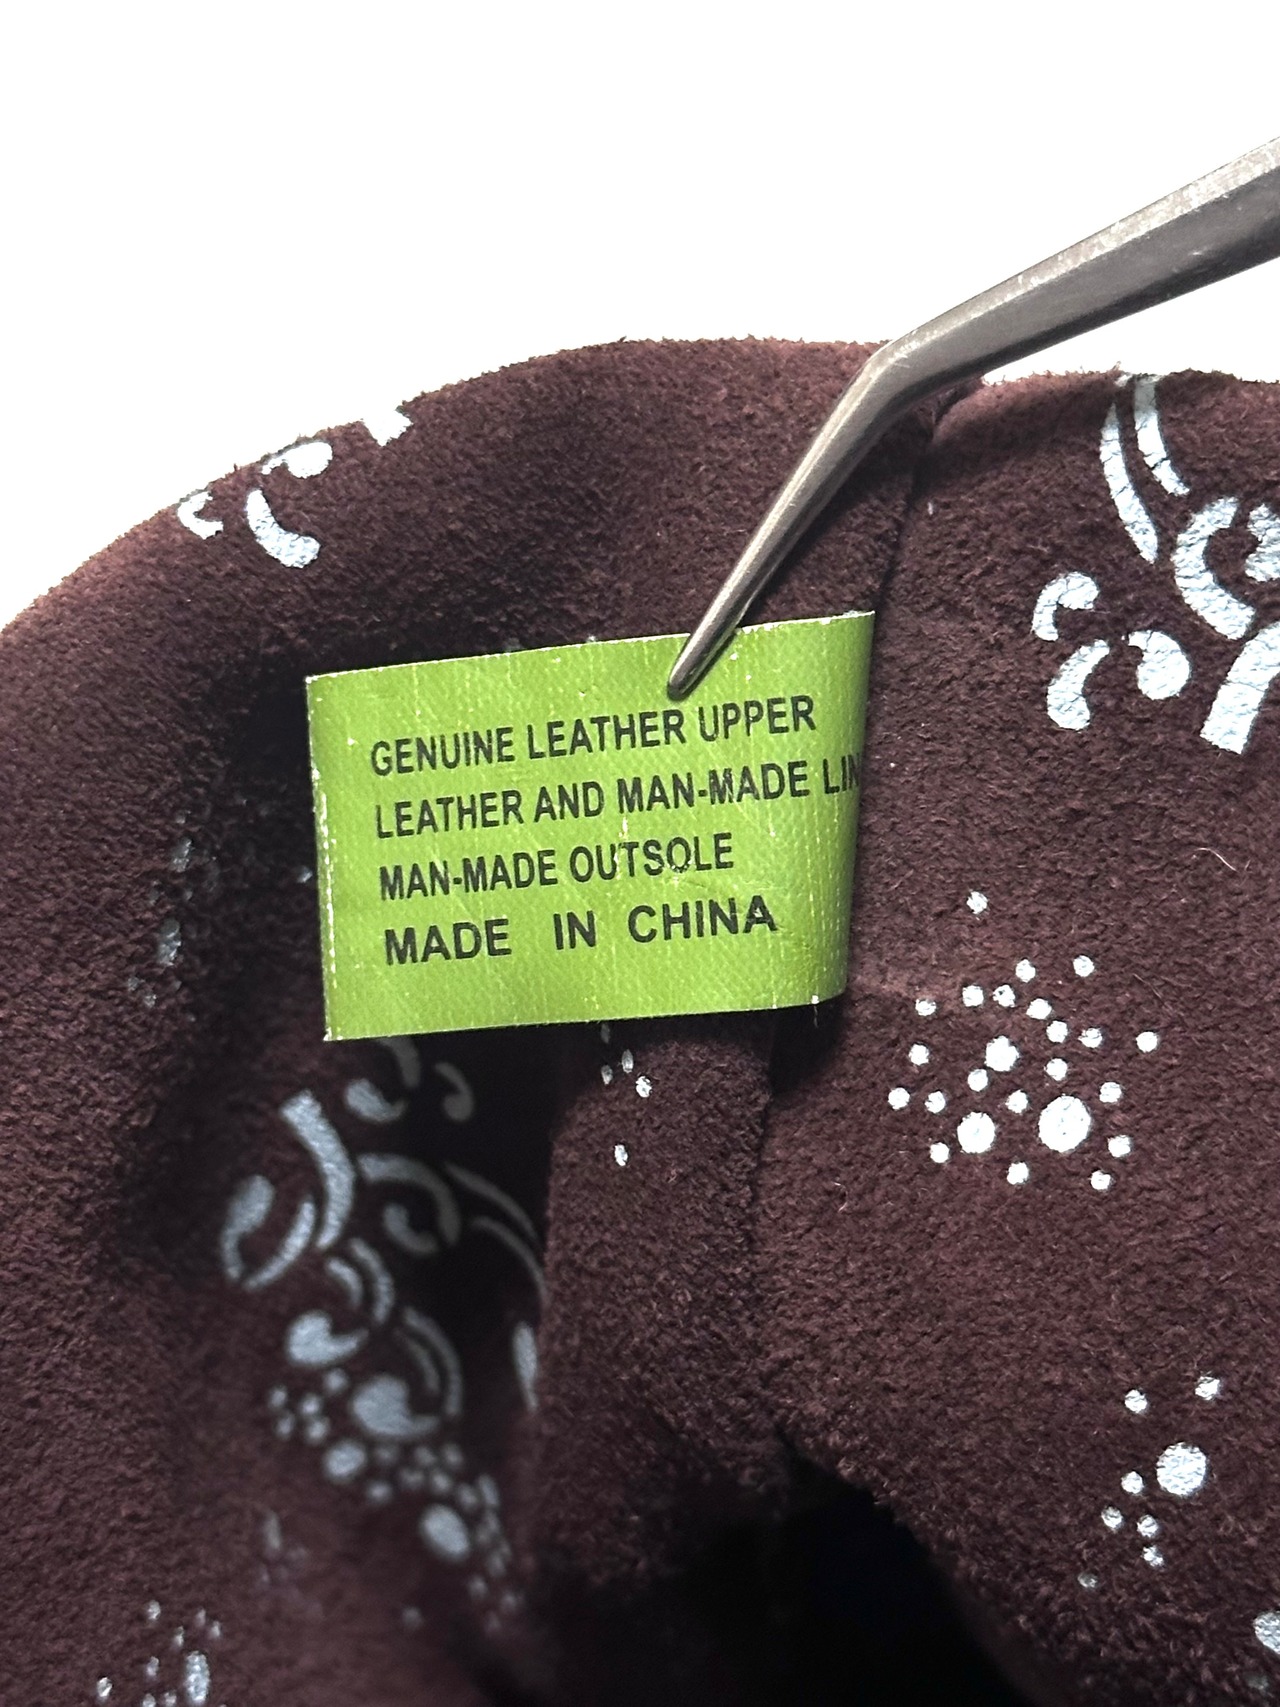 GENUINE LEATHER UPPER
LEATHER AND MAN-MADE LIN
MAN-MADE OUTSOLE
MADE IN CHINA